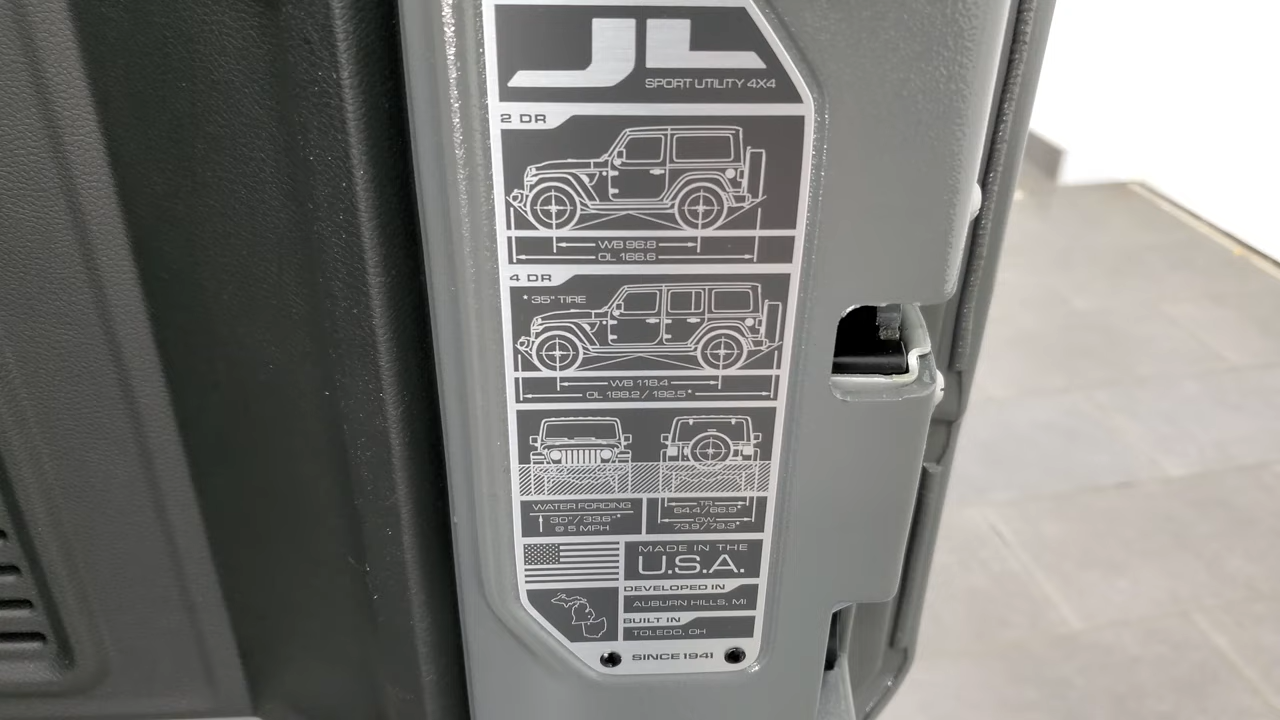 JL
SPORT UTILITY 4X4
2 DR
WB 96.8
OL 166.6
4 DR
* 35" TIRE
WB 118.4
OL 188.2 / 192.5*
WATER FORDING
30" / 33.6"*
@ 5 MPH
TR
64.4 / 66.9*
OW
73.9 / 79.3*
MADE IN THE
U.S.A.
DEVELOPED IN
AUBURN HILLS, MI
BUILT IN
TOLEDO, OH
SINCE 1941